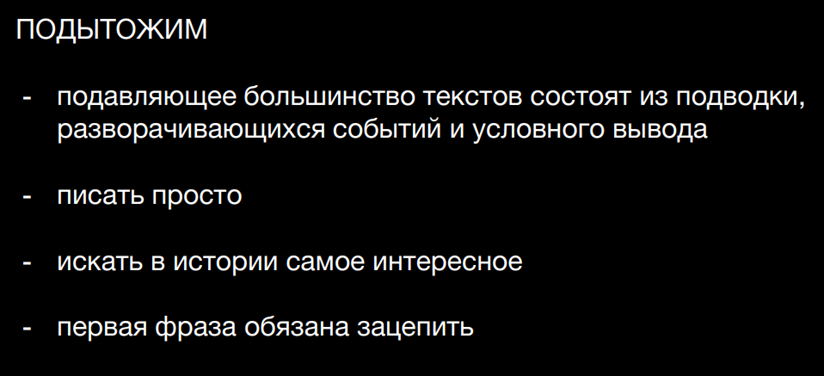 ПОДЫТОЖИМ
- подавляющее большинство текстов состоят из подводки,
разворачивающихся событий и условного вывода
- писать просто
- искать в истории самое интересное
- первая фраза обязана зацепить